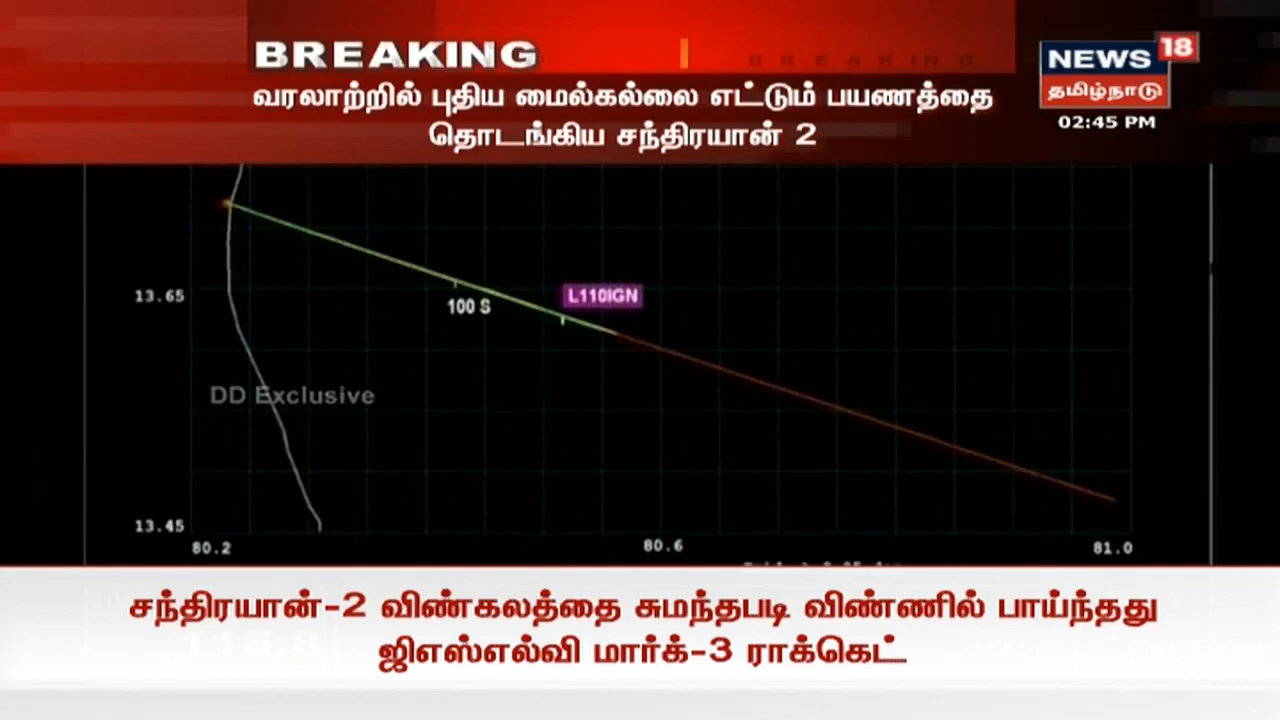 BREAKING
வரலாற்றில் புதிய மைல்கல்லை எட்டும் பயணத்தை
தொடங்கிய சந்திரயான் 2
NEWS 18
தமிழ்நாடு
02:45 PM
13.65
100 S
L110IGN
DD Exclusive
13.45
80.2
80.6
81.0
சந்திரயான்-2 விண்கலத்தை சுமந்தபடி விண்ணில் பாய்ந்தது
ஜிஎஸ்எல்வி மார்க்-3 ராக்கெட்